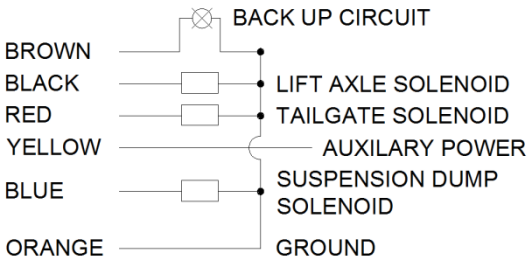 BACK UP CIRCUIT
BROWN
BLACK LIFT AXLE SOLENOID
RED TAILGATE SOLENOID
YELLOW AUXILARY POWER
BLUE SUSPENSION DUMP
SOLENOID
ORANGE GROUND